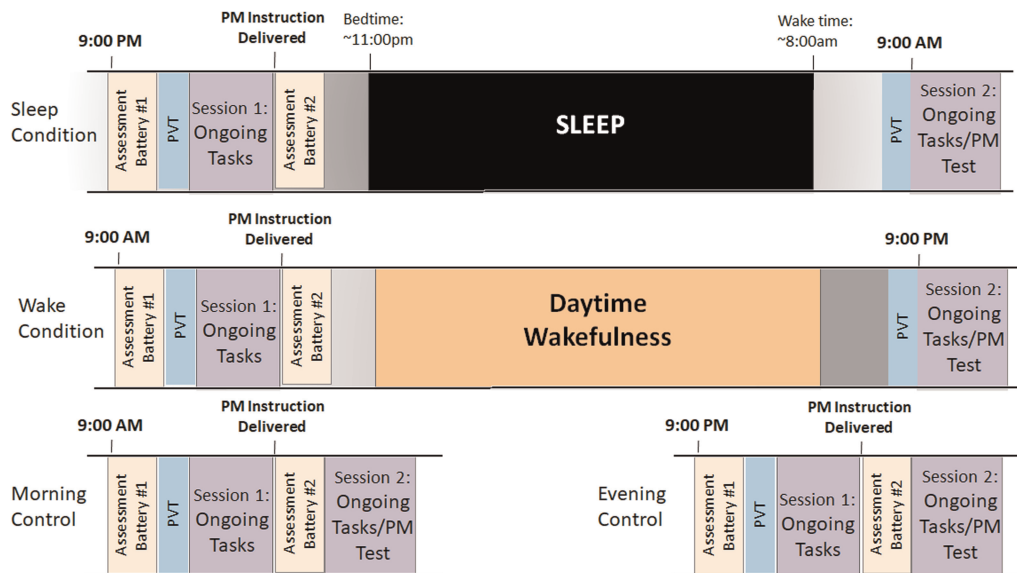 PM Instruction
Delivered
Bedtime:
~11:00pm
Wake time:
~8:00am
9:00 PM
9:00 AM
Sleep
Condition
Assessment
Battery #1
PVT
Session 1:
Ongoing
Tasks
Assessment
Battery #2
SLEEP
PVT
Session 2:
Ongoing
Tasks/PM
Test
PM Instruction
Delivered
9:00 AM
9:00 PM
Wake
Condition
Assessment
Battery #1
PVT
Session 1:
Ongoing
Tasks
Assessment
Battery #2
Daytime
Wakefulness
PVT
Session 2:
Ongoing
Tasks/PM
Test
9:00 AM
PM Instruction
Delivered
Morning
Control
Assessment
Battery #1
PVT
Session 1:
Ongoing
Tasks
Assessment
Battery #2
Session 2:
Ongoing
Tasks/PM
Test
9:00 PM
PM Instruction
Delivered
Evening
Control
Assessment
Battery #1
PVT
Session 1:
Ongoing
Tasks
Assessment
Battery #2
Session 2:
Ongoing
Tasks/PM
Test